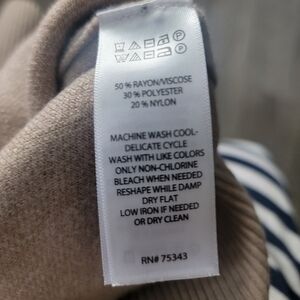 50% RAYON/VISCOSE
30% POLYESTER
20% NYLON
MACHINE WASH COOL-
DELICATE CYCLE
WASH WITH LIKE COLORS
ONLY NON-CHLORINE
BLEACH WHEN NEEDED
RESHAPE WHILE DAMP
DRY FLAT
LOW IRON IF NEEDED
OR DRY CLEAN
RN# 75343